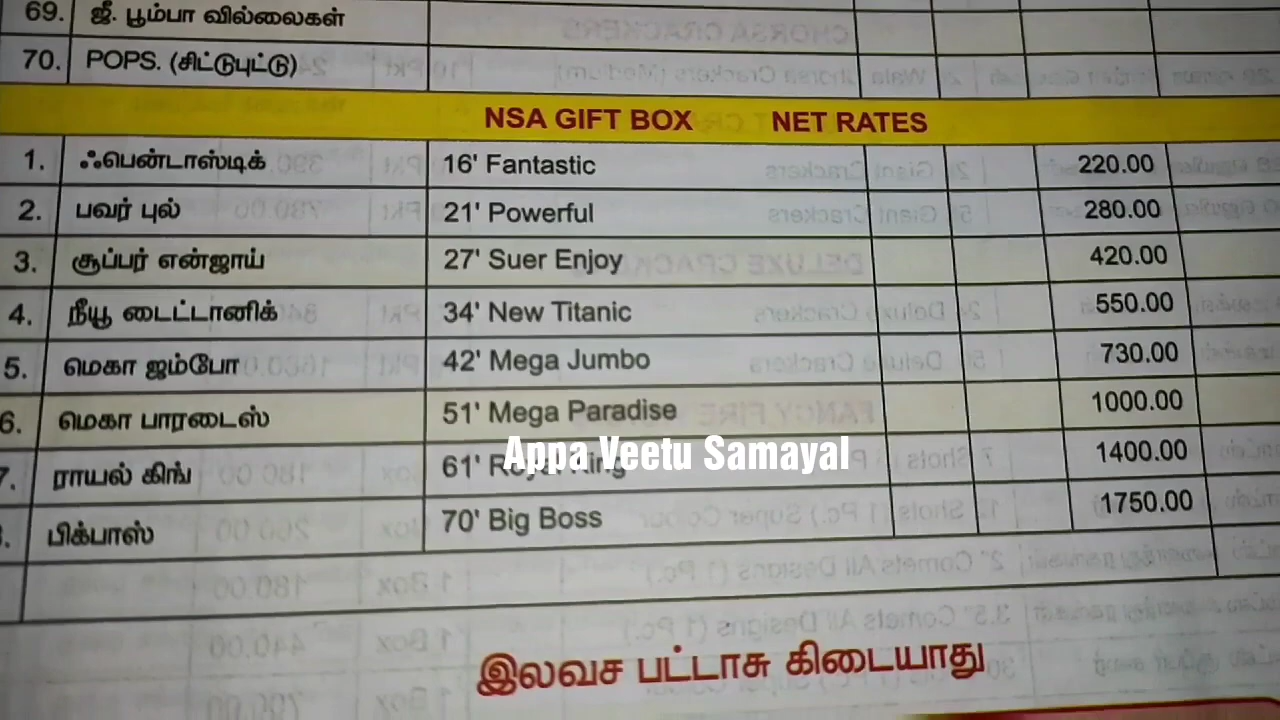 69. ஜீ. பூம்பா வில்லைகள்
70. POPS. (சிட்டுபுட்டு)
NSA GIFT BOX NET RATES
1. ஃபென்டாஸ்டிக் 16' Fantastic 220.00
2. பவர் புல் 21' Powerful 280.00
3. சூப்பர் என்ஜாய் 27' Suer Enjoy 420.00
4. நீயூ டைட்டானிக் 34' New Titanic 550.00
5. மெகா ஜம்போ 42' Mega Jumbo 730.00
6. மெகா பாரடைஸ் 51' Mega Paradise 1000.00
Appa Veetu Samayal
7. ராயல் கிங் 61' Royal King 1400.00
. பிக்பாஸ் 70' Big Boss 1750.00
இலவச பட்டாசு கிடையாது